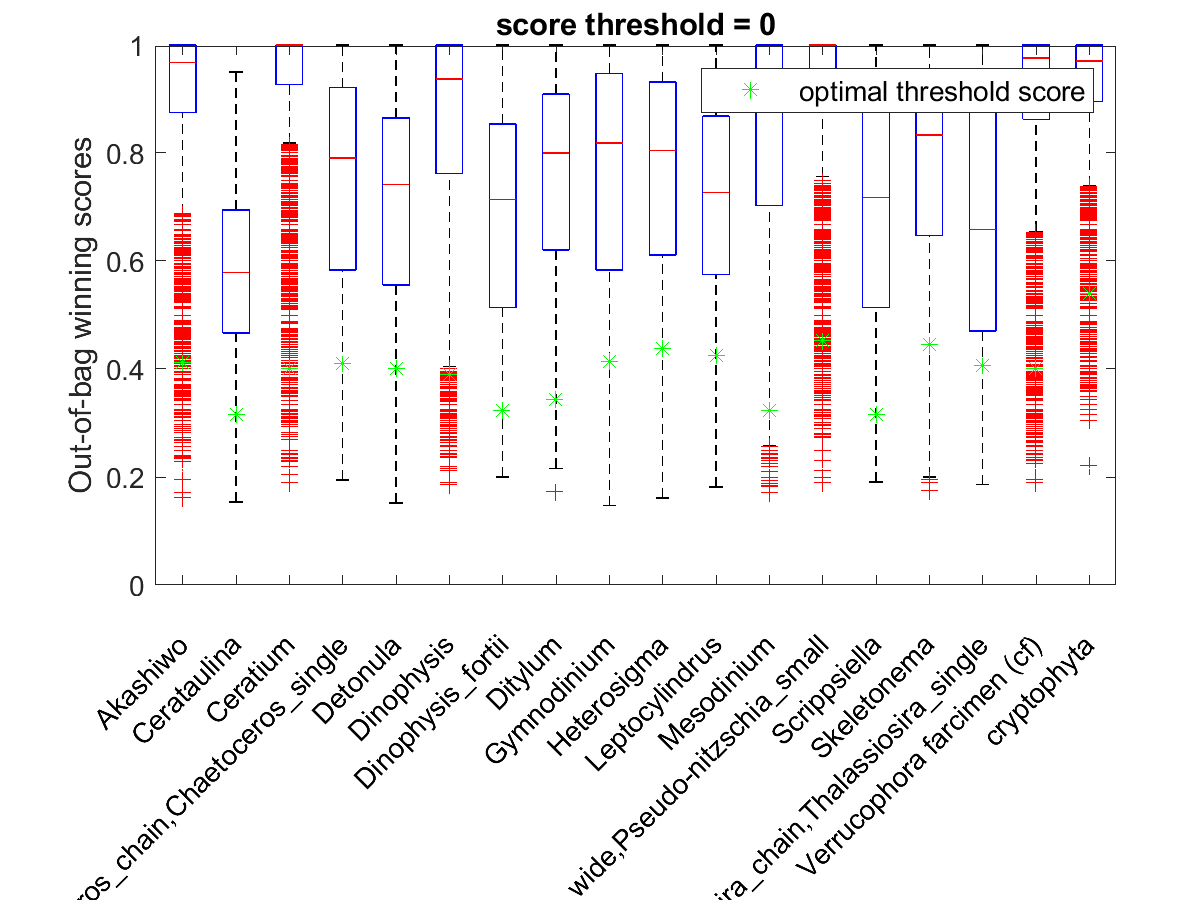 score threshold = 0
optimal threshold score
Out-of-bag winning scores
1
0.8
0.6
0.4
0.2
0
Akashiwo
Cerataulina
Ceratium
ros_chain,Chaetoceros_single
Detonula
Dinophysis
Dinophysis_fortii
Ditylum
Gymnodinium
Heterosigma
Leptocylindrus
Mesodinium
wide,Pseudo-nitzschia_small
Scrippsiella
Skeletonema
ira_chain,Thalassiosira_single
Verrucophora farcimen (cf)
cryptophyta